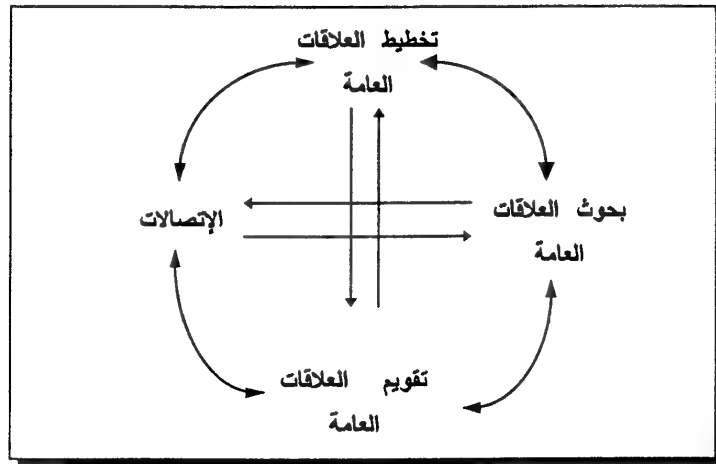 تخطيط العلاقات
العامة
بحوث العلاقات
العامة
الإتصالات
تقويم العلاقات
العامة